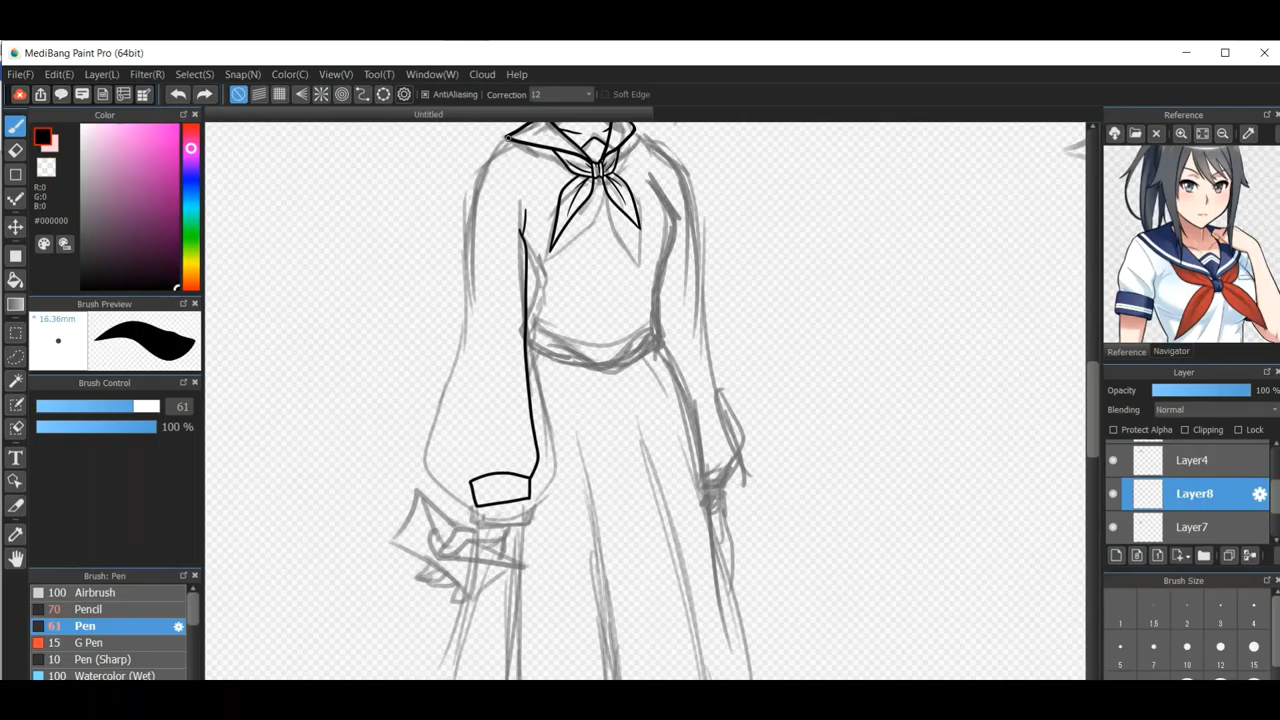 MediBang Paint Pro (64bit)
File(F) Edit(E) Layer(L) Filter(R) Select(S) Snap(N) Color(C) View(V) Tool(T) Window(W) Cloud Help
AntiAliasing Correction 12 Soft Edge
Color
Untitled
Reference
R:0
G:0
B:0
#000000
Brush Preview
* 16.36mm
Brush Control
61
100 %
Reference Navigator
Layer
Opacity 100 %
Blending Normal
Protect Alpha Clipping Lock
Layer4
Layer8
Layer7
Brush: Pen
100 Airbrush
70 Pencil
61 Pen
15 G Pen
10 Pen (Sharp)
100 Watercolor (Wet)
Brush Size
1 1.5 2 3 4
5 7 10 12 15
T